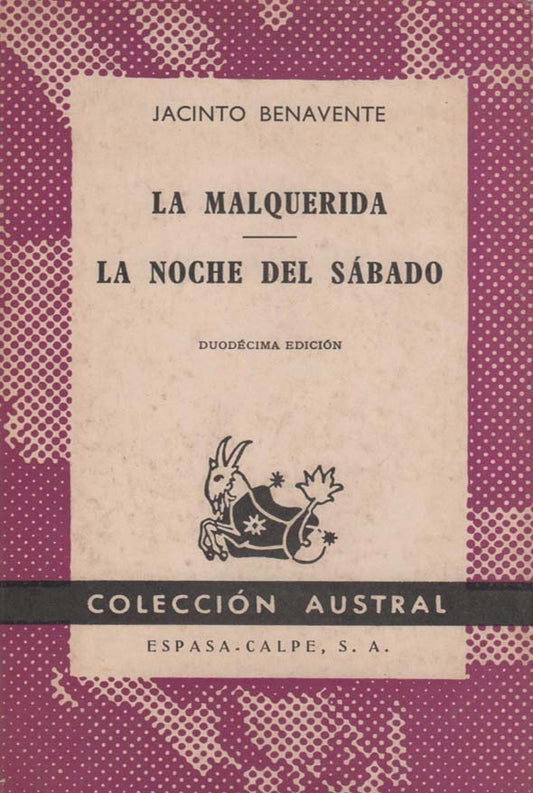 JACINTO BENAVENTE
LA MALQUERIDA
LA NOCHE DEL SÁBADO
DUODÉCIMA EDICIÓN
COLECCIÓN AUSTRAL
ESPASA-CALPE, S. A.